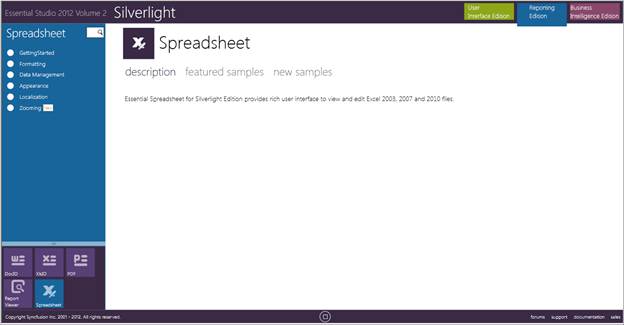 Essential Studio 2012 Volume 2 Silverlight
User
Interface Edition
Reporting
Edition
Business
Intelligence Edition
Spreadsheet
GettingStarted
Formatting
Data Management
Appearance
Localization
Zooming
Spreadsheet
description featured samples new samples
Essential Spreadsheet for Silverlight Edition provides rich user interface to view and edit Excel 2003, 2007 and 2010 files.
DocIO
XlsIO
PDF
Report
Viewer
Spreadsheet
Copyright Syncfusion Inc. 2001 - 2012. All rights reserved.
forums support documentation sales